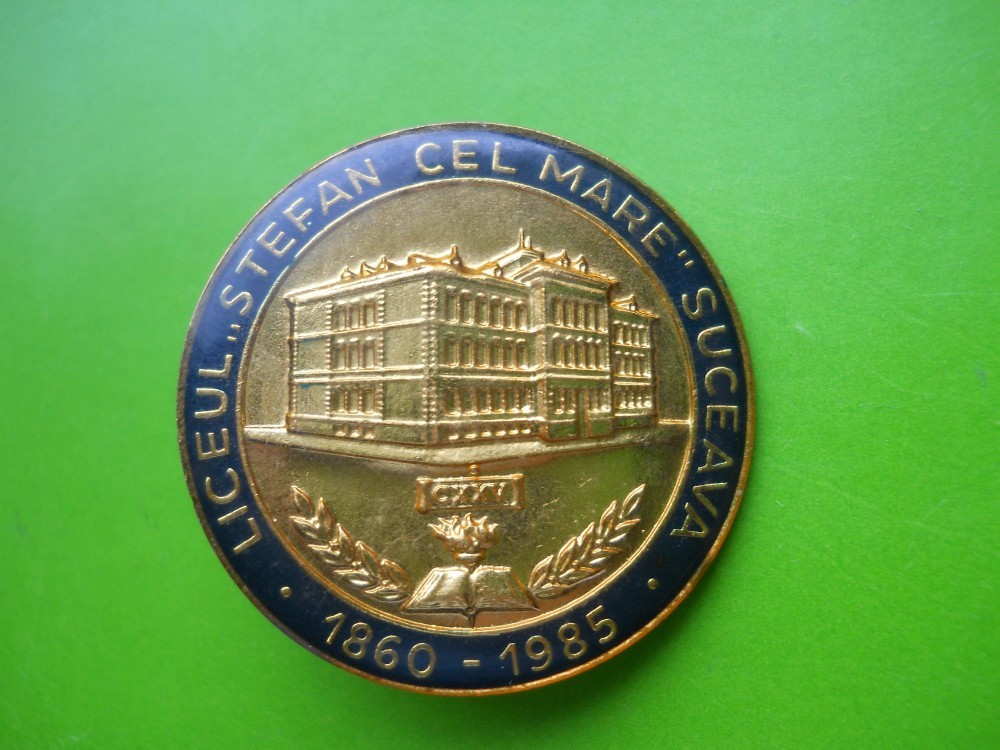 LICEUL „STEFAN CEL MARE" SUCEAVA
CXXV
· 1860 - 1985 ·